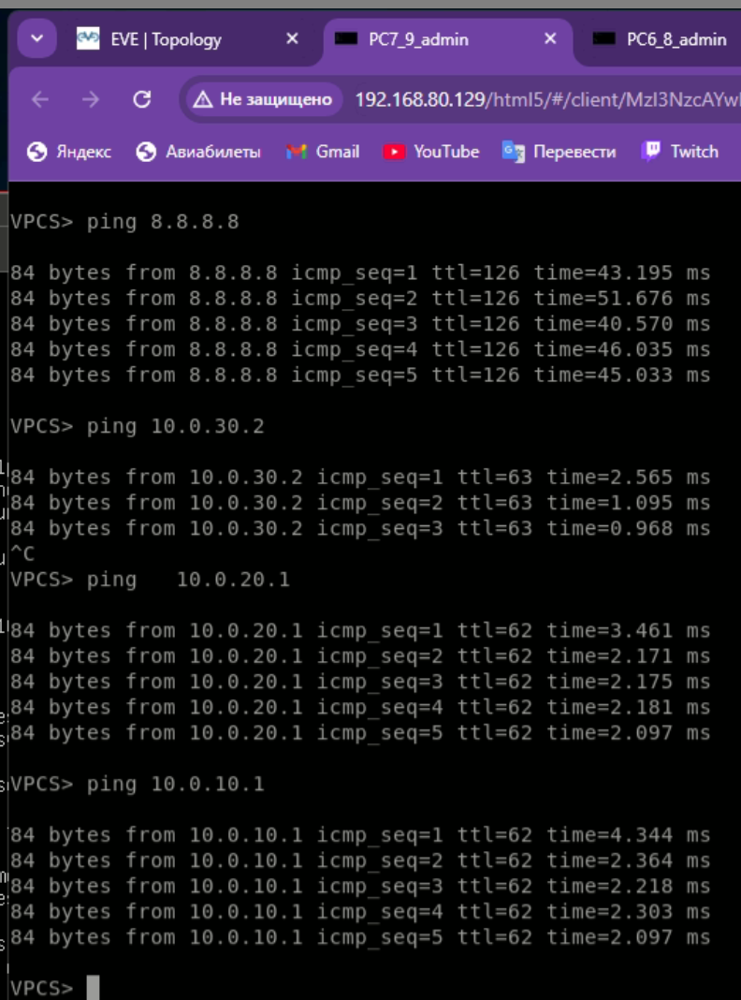 EVE | Topology
PC7_9_admin
PC6_8_admin
Не защищено
192.168.80.129/html5/#/client/MzI3NzcAYw
Яндекс
Авиабилеты
Gmail
YouTube
Перевести
Twitch
VPCS> ping 8.8.8.8
84 bytes from 8.8.8.8 icmp_seq=1 ttl=126 time=43.195 ms
84 bytes from 8.8.8.8 icmp_seq=2 ttl=126 time=51.676 ms
84 bytes from 8.8.8.8 icmp_seq=3 ttl=126 time=40.570 ms
84 bytes from 8.8.8.8 icmp_seq=4 ttl=126 time=46.035 ms
84 bytes from 8.8.8.8 icmp_seq=5 ttl=126 time=45.033 ms
VPCS> ping 10.0.30.2
84 bytes from 10.0.30.2 icmp_seq=1 ttl=63 time=2.565 ms
84 bytes from 10.0.30.2 icmp_seq=2 ttl=63 time=1.095 ms
84 bytes from 10.0.30.2 icmp_seq=3 ttl=63 time=0.968 ms
^C
VPCS> ping   10.0.20.1
84 bytes from 10.0.20.1 icmp_seq=1 ttl=62 time=3.461 ms
84 bytes from 10.0.20.1 icmp_seq=2 ttl=62 time=2.171 ms
84 bytes from 10.0.20.1 icmp_seq=3 ttl=62 time=2.175 ms
84 bytes from 10.0.20.1 icmp_seq=4 ttl=62 time=2.181 ms
84 bytes from 10.0.20.1 icmp_seq=5 ttl=62 time=2.097 ms
VPCS> ping 10.0.10.1
84 bytes from 10.0.10.1 icmp_seq=1 ttl=62 time=4.344 ms
84 bytes from 10.0.10.1 icmp_seq=2 ttl=62 time=2.364 ms
84 bytes from 10.0.10.1 icmp_seq=3 ttl=62 time=2.218 ms
84 bytes from 10.0.10.1 icmp_seq=4 ttl=62 time=2.303 ms
84 bytes from 10.0.10.1 icmp_seq=5 ttl=62 time=2.097 ms
VPCS>